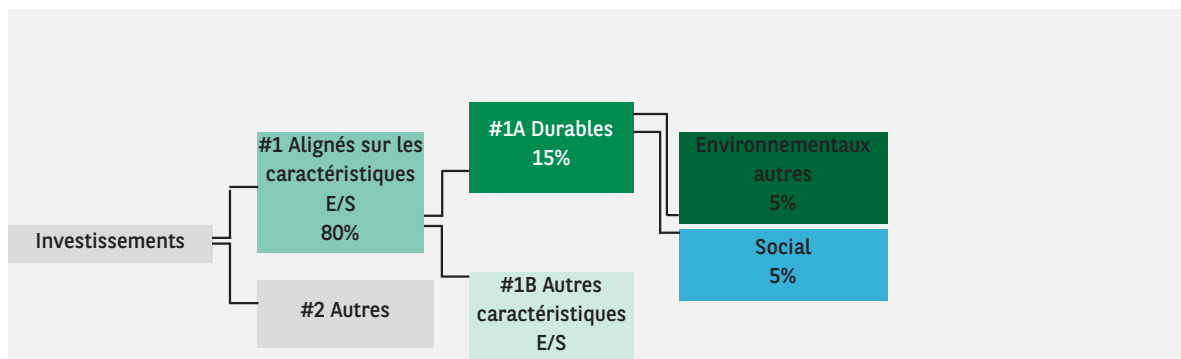 Investissements
#1 Alignés sur les
caractéristiques
E/S
80%
#2 Autres
#1A Durables
15%
#1B Autres
caractéristiques
E/S
Environnementaux
autres
5%
Social
5%